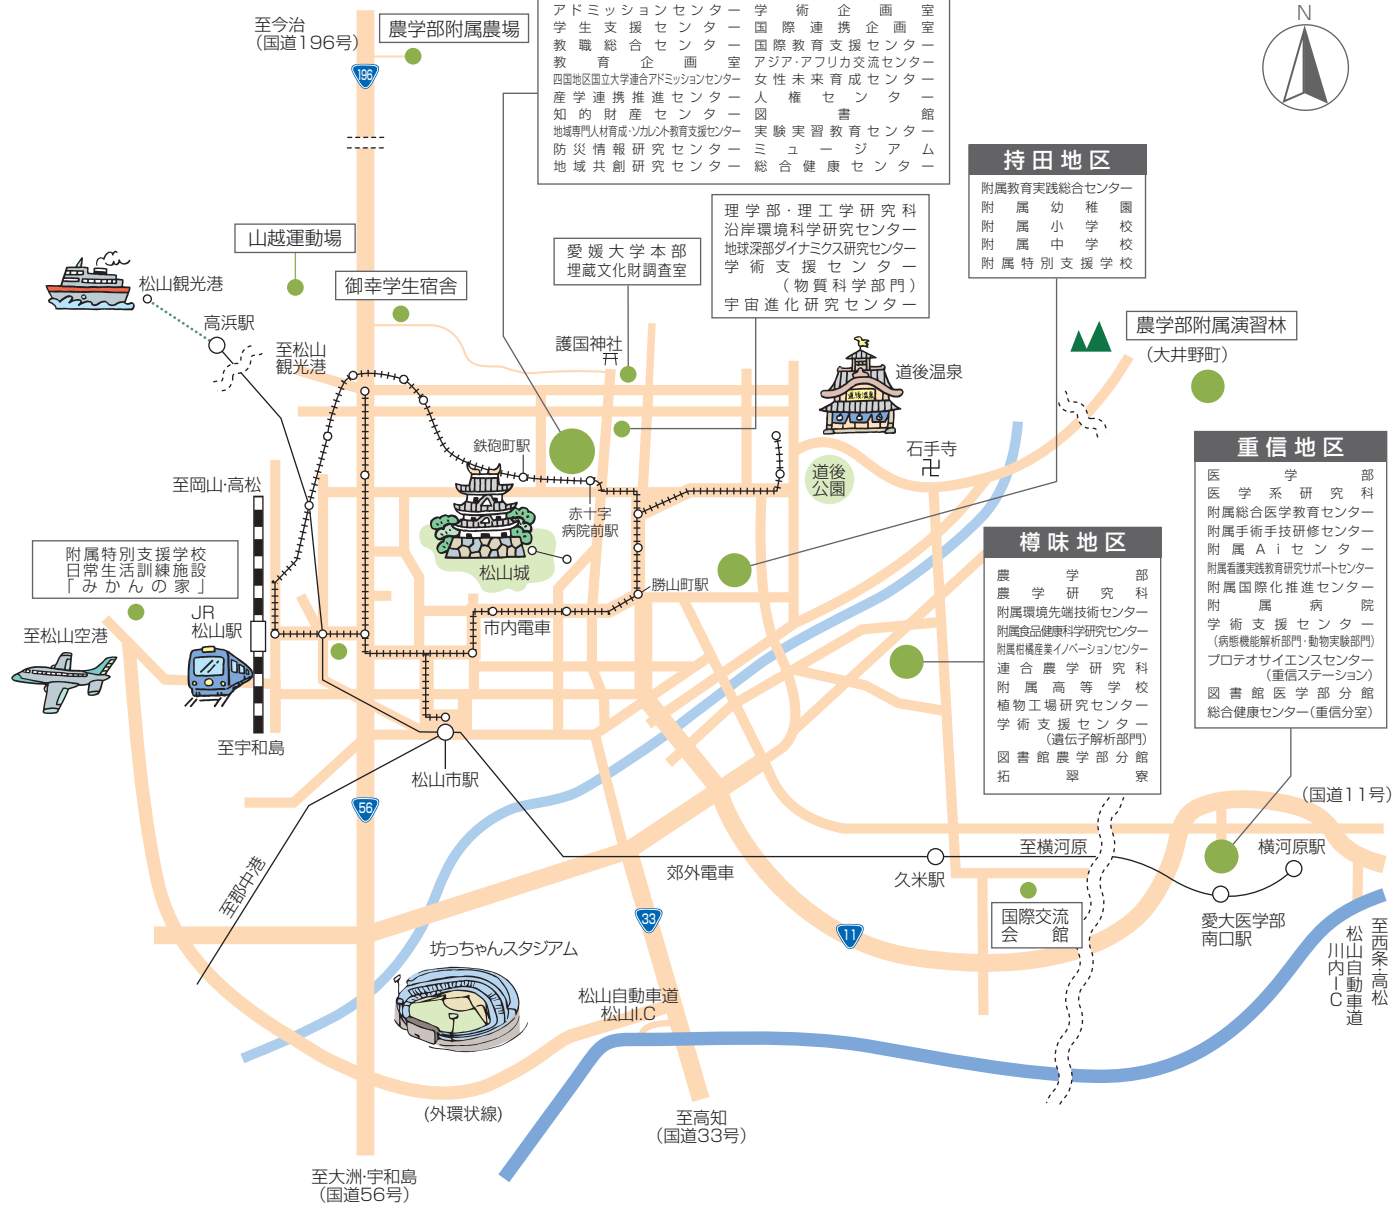 アドミッションセンター
学生支援センター
教職総合センター
教育企画室
四国地区国立大学連合アドミッションセンター
産学連携推進センター
知的財産センター
地域専門人材育成・リカレント教育支援センター
防災情報研究センター
地域共創研究センター
学術企画室
国際連携企画室
国際教育支援センター
アジア・アフリカ交流センター
女性未来育成センター
人権センター
図書館
実験実習教育センター
ミュージアム
総合健康センター
N
至今治
(国道196号)
農学部附属農場
196
持田地区
附属教育実践総合センター
附属幼稚園
附属小学校
附属中学校
附属特別支援学校
理学部・理工学研究科
沿岸環境科学研究センター
地球深部ダイナミクス研究センター
学術支援センター
(物質科学部門)
宇宙進化研究センター
愛媛大学本部
埋蔵文化財調査室
山越運動場
御幸学生宿舎
松山観光港
高浜駅
至松山
観光港
護国神社
道後温泉
道後温泉
農学部附属演習林
(大井野町)
石手寺
道後
公園
鉄砲町駅
赤十字
病院前駅
松山城
勝山町駅
市内電車
至岡山・高松
附属特別支援学校
日常生活訓練施設
「みかんの家」
JR
松山駅
至松山空港
至宇和島
松山市駅
重信地区
医学部
医学系研究科
附属総合医学教育センター
附属手術手技研修センター
附属Aiセンター
附属看護実践教育研究サポートセンター
附属国際化推進センター
附属病院
学術支援センター
(病態機能解析部門・動物実験部門)
プロテオサイエンスセンター
(重信ステーション)
図書館医学部分館
総合健康センター(重信分室)
樽味地区
農学部
農学研究科
附属環境先端技術センター
附属食品健康科学研究センター
附属柑橘産業イノベーションセンター
連合農学研究科
附属高等学校
植物工場研究センター
学術支援センター
(遺伝子解析部門)
図書館農学部分館
拓翠寮
56
至郡中港
郊外電車
久米駅
至横河原
(国道11号)
横河原駅
愛大医学部
南口駅
国際交流
会館
33
11
坊っちゃんスタジアム
松山自動車道
松山I.C
至西条・高松
松山自動車道
川内IC
(外環状線)
至高知
(国道33号)
至大洲・宇和島
(国道56号)